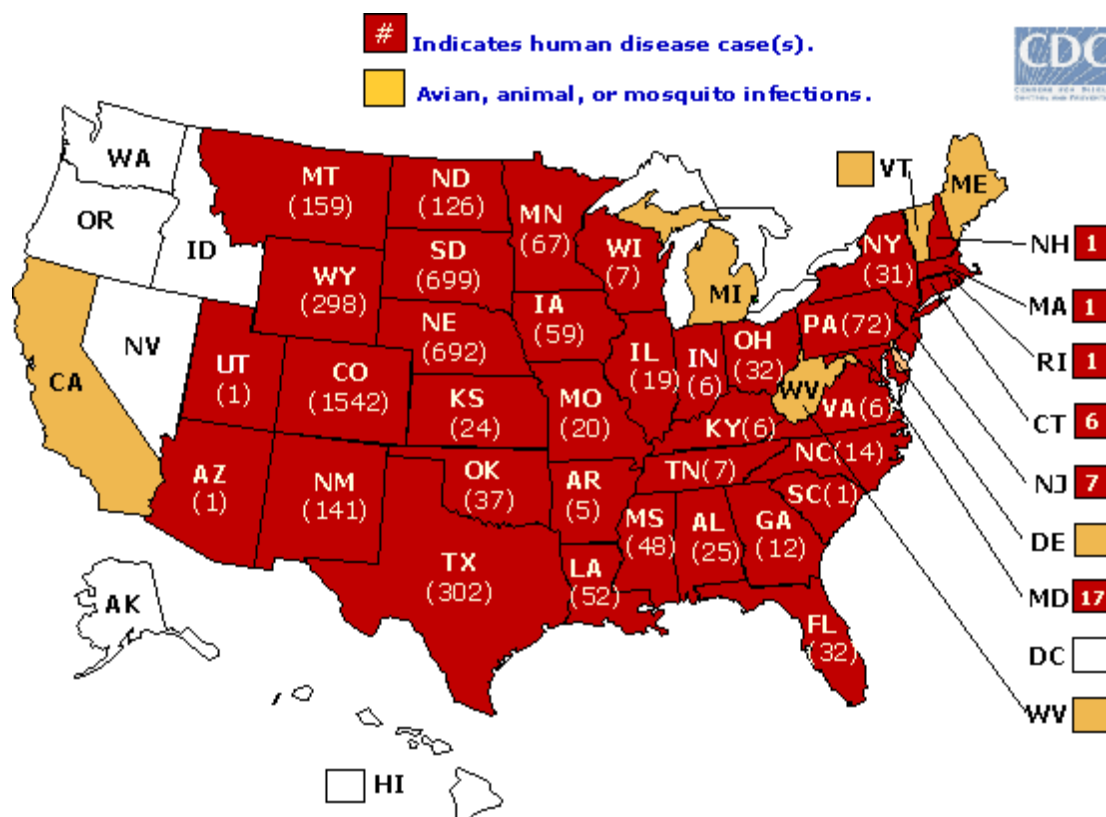 # Indicates human disease case(s).
Avian, animal, or mosquito infections.
CDC
WA
MT
(159)
ND
(126)
MN
(67)
VT
ME
OR
ID
SD
(699)
WI
(7)
NY
(31)
NH 1
WY
(298)
MI
MA 1
NE
(692)
IA
(59)
PA(72)
RI 1
NV
UT
(1)
CO
(1542)
IL
(19)
IN
(6)
OH
(32)
CA
WV
VA(6)
CT 6
KS
(24)
MO
(20)
KY(6)
NC(14)
NJ 7
AZ
(1)
NM
(141)
OK
(37)
AR
(5)
TN(7)
SC(1)
MS
(48)
AL
(25)
GA
(12)
DE
TX
(302)
LA
(52)
MD 17
AK
FL
(32)
DC
WV
HI